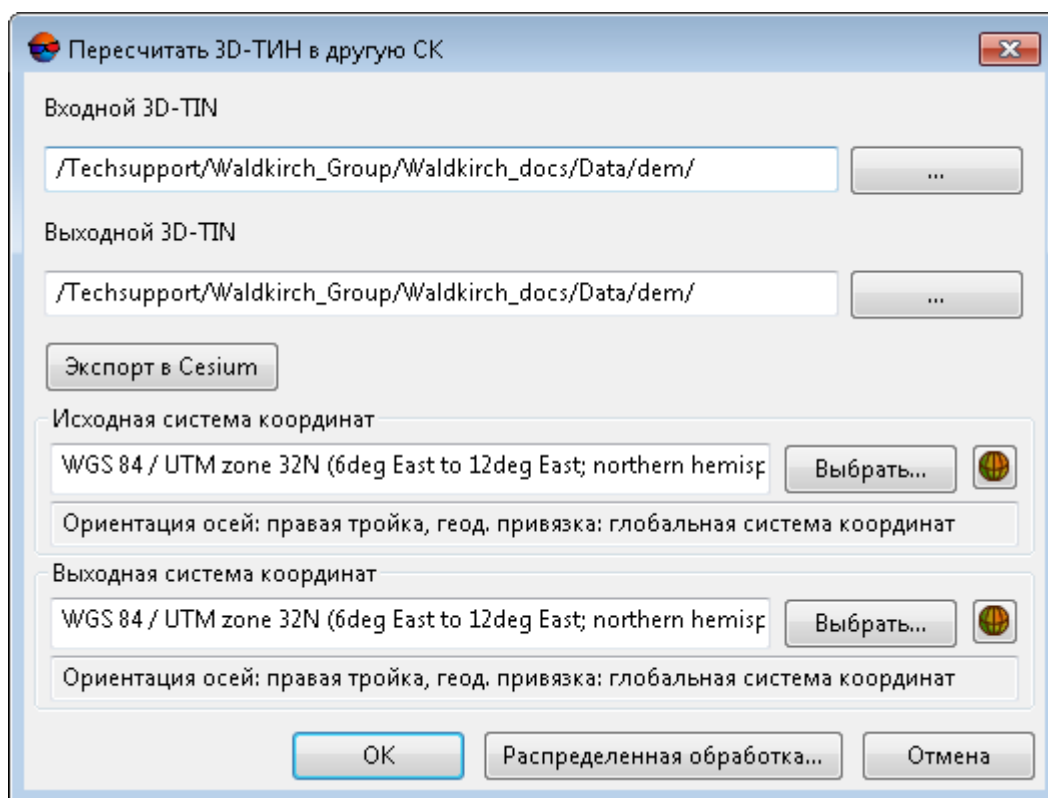 Пересчитать 3D-ТИН в другую СК
Входной 3D-TIN
/Techsupport/Waldkirch_Group/Waldkirch_docs/Data/dem/ ...
Выходной 3D-TIN
/Techsupport/Waldkirch_Group/Waldkirch_docs/Data/dem/ ...
Экспорт в Cesium
Исходная система координат
WGS 84 / UTM zone 32N (6deg East to 12deg East; northern hemisp Выбрать...
Ориентация осей: правая тройка, геод. привязка: глобальная система координат
Выходная система координат
WGS 84 / UTM zone 32N (6deg East to 12deg East; northern hemisp Выбрать...
Ориентация осей: правая тройка, геод. привязка: глобальная система координат
OK Распределенная обработка... Отмена